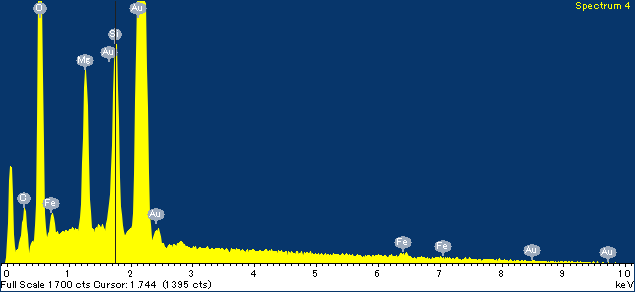 Spectrum 4
O Au
Si
Au
Mg
C Fe
Au
Fe Fe Au Au
0 1 2 3 4 5 6 7 8 9 10
Full Scale 1700 cts Cursor: 1.744 (1395 cts) keV